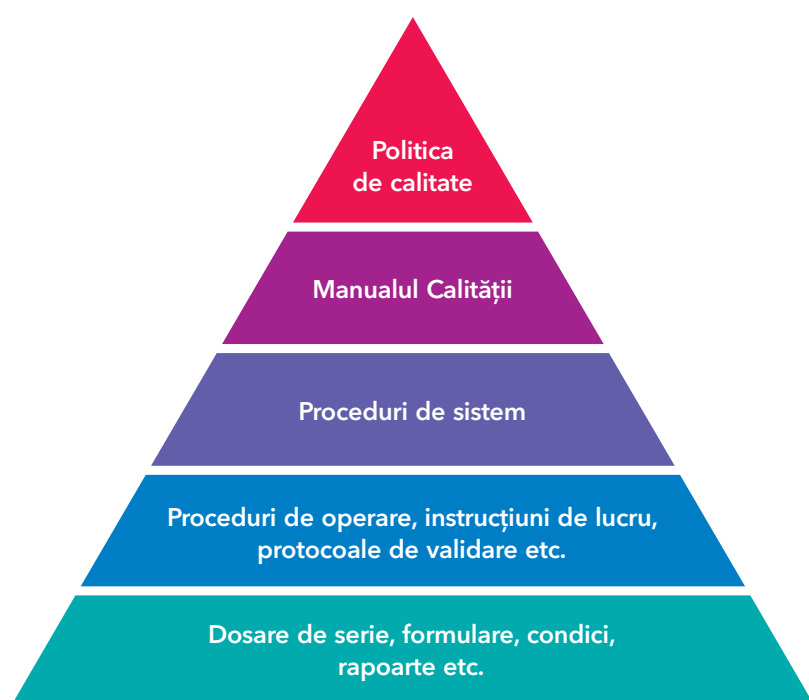 Politica
de calitate
Manualul Calității
Proceduri de sistem
Proceduri de operare, instrucțiuni de lucru,
protocoale de validare etc.
Dosare de serie, formulare, condici,
rapoarte etc.